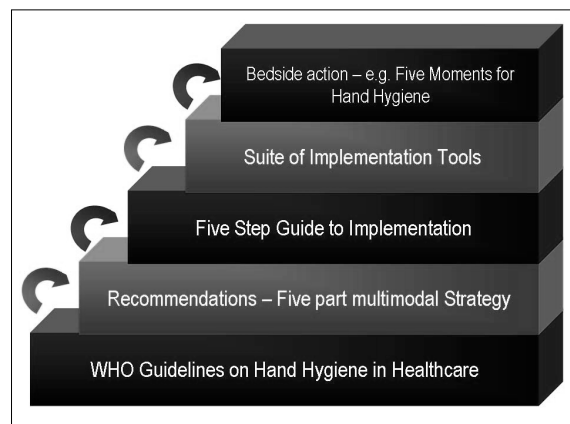 Bedside action – e.g. Five Moments for
Hand Hygiene
Suite of Implementation Tools
Five Step Guide to Implementation
Recommendations – Five part multimodal Strategy
WHO Guidelines on Hand Hygiene in Healthcare